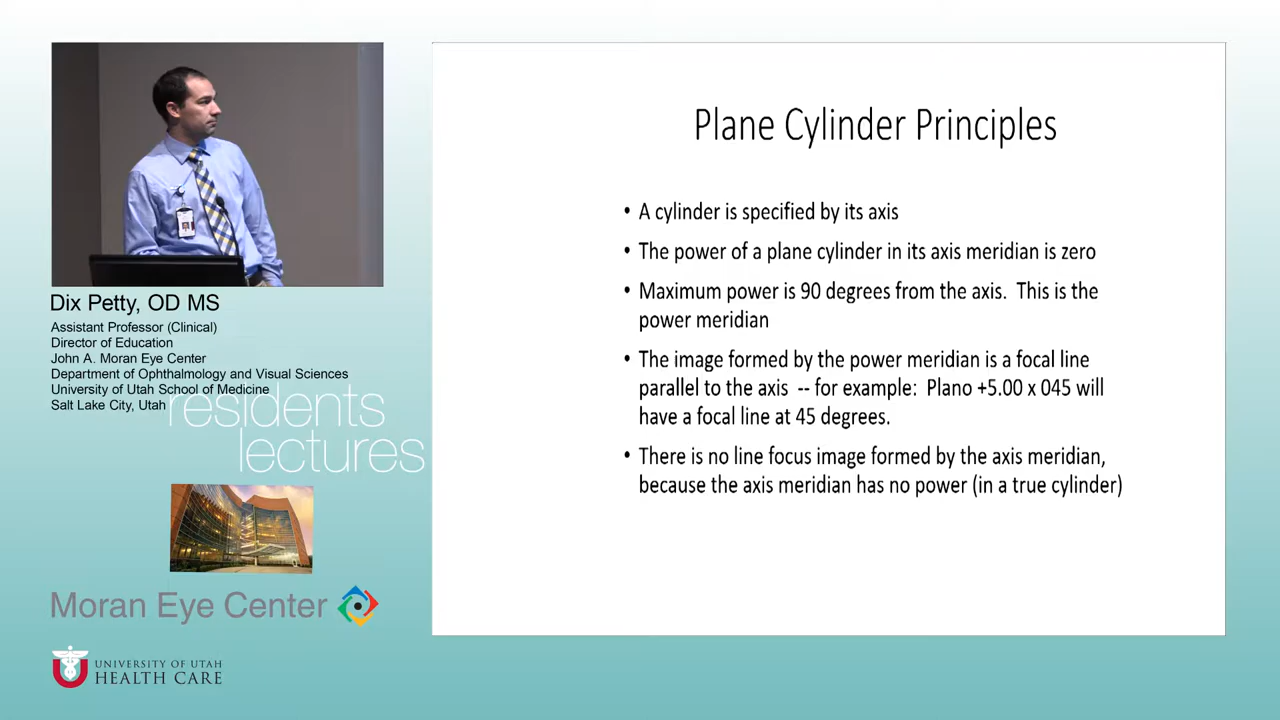 Plane Cylinder Principles
• A cylinder is specified by its axis
• The power of a plane cylinder in its axis meridian is zero
• Maximum power is 90 degrees from the axis.  This is the
power meridian
• The image formed by the power meridian is a focal line
parallel to the axis  -- for example:  Plano +5.00 x 045 will
have a focal line at 45 degrees.
• There is no line focus image formed by the axis meridian,
because the axis meridian has no power (in a true cylinder)
Dix Petty, OD MS
Assistant Professor (Clinical)
Director of Education
John A. Moran Eye Center
Department of Ophthalmology and Visual Sciences
University of Utah School of Medicine
Salt Lake City, Utah
residents
lectures
Moran Eye Center
U
UNIVERSITY OF UTAH
HEALTH CARE